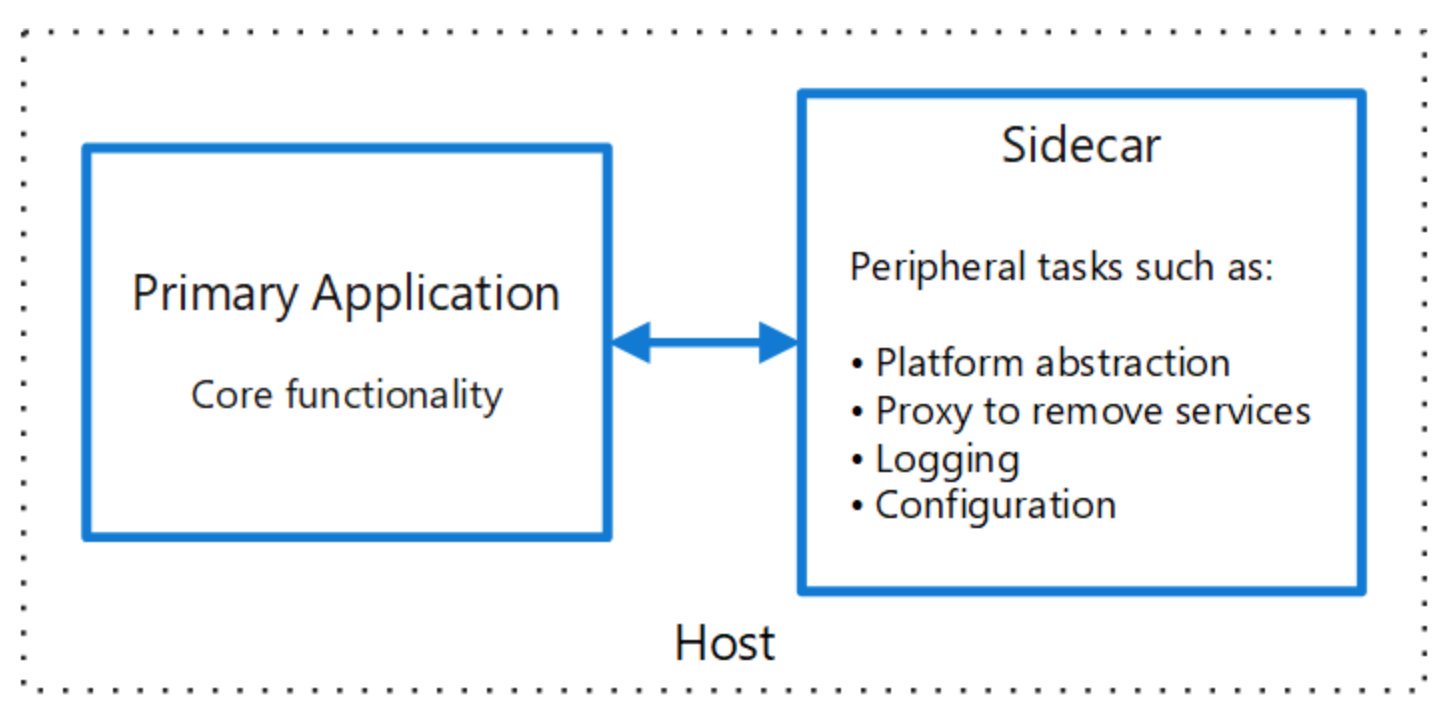 Primary Application
Core functionality
Sidecar
Peripheral tasks such as:
• Platform abstraction
• Proxy to remove services
• Logging
• Configuration
Host